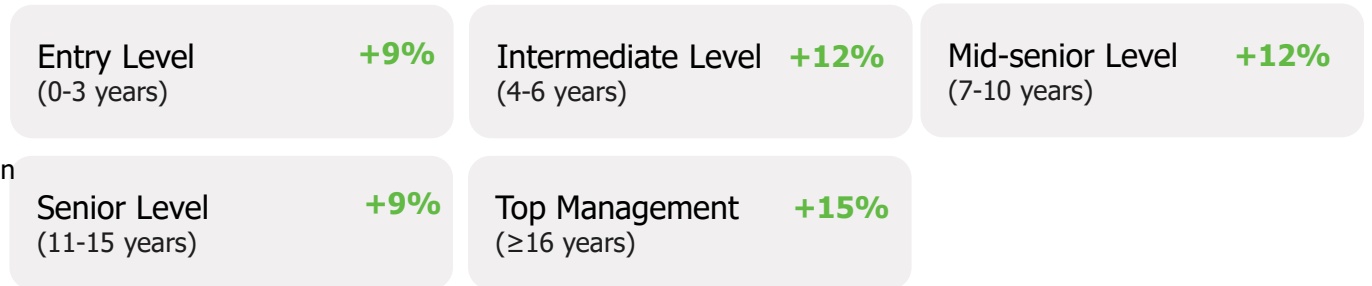 Entry Level +9%
(0-3 years)
Intermediate Level +12%
(4-6 years)
Mid-senior Level +12%
(7-10 years)
n
Senior Level +9%
(11-15 years)
Top Management +15%
(≥16 years)